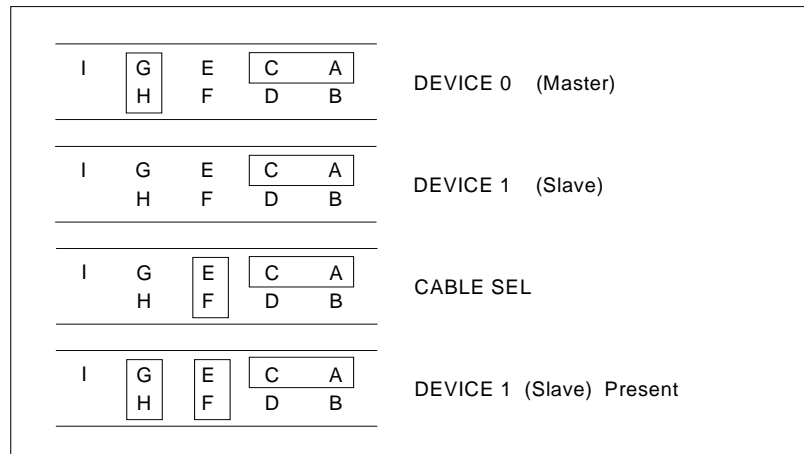 I G E C A
H F D B
DEVICE 0 (Master)
I G E C A
H F D B
DEVICE 1 (Slave)
I G E C A
H F D B
CABLE SEL
I G E C A
H F D B
DEVICE 1 (Slave) Present